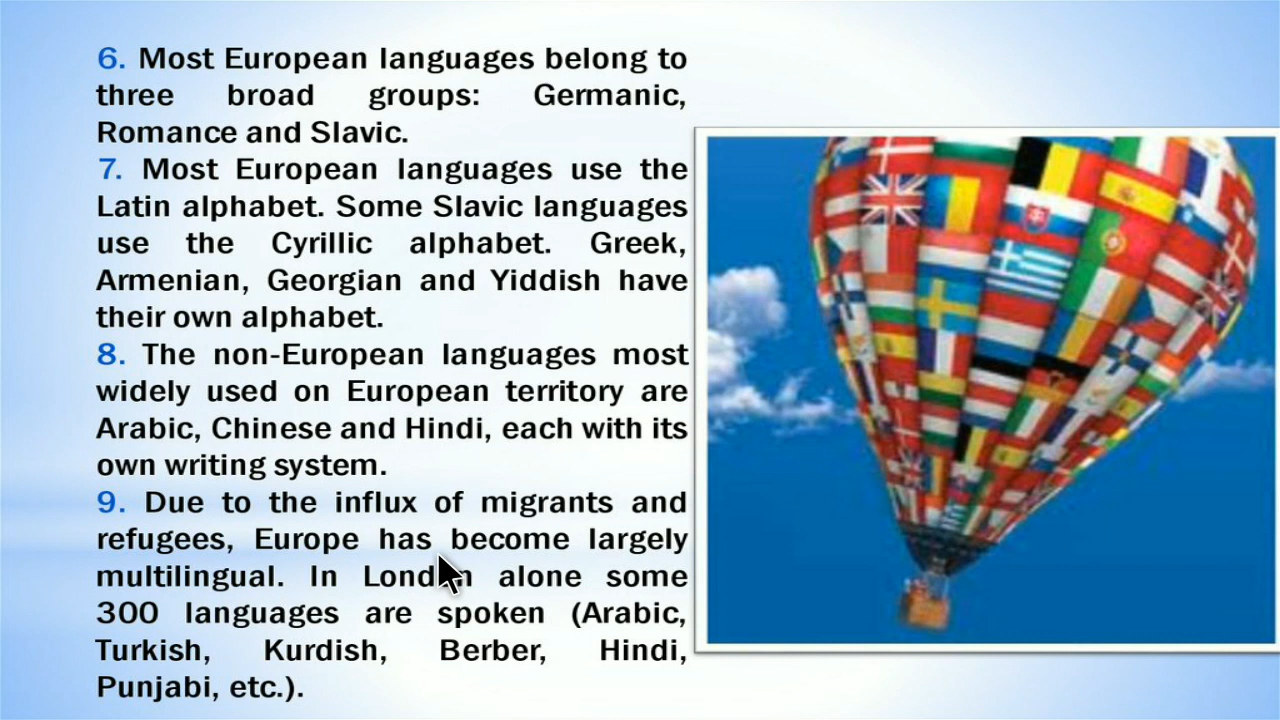 6. Most European languages belong to
three broad groups: Germanic,
Romance and Slavic.
7. Most European languages use the
Latin alphabet. Some Slavic languages
use the Cyrillic alphabet. Greek,
Armenian, Georgian and Yiddish have
their own alphabet.
8. The non-European languages most
widely used on European territory are
Arabic, Chinese and Hindi, each with its
own writing system.
9. Due to the influx of migrants and
refugees, Europe has become largely
multilingual. In London alone some
300 languages are spoken (Arabic,
Turkish, Kurdish, Berber, Hindi,
Punjabi, etc.).